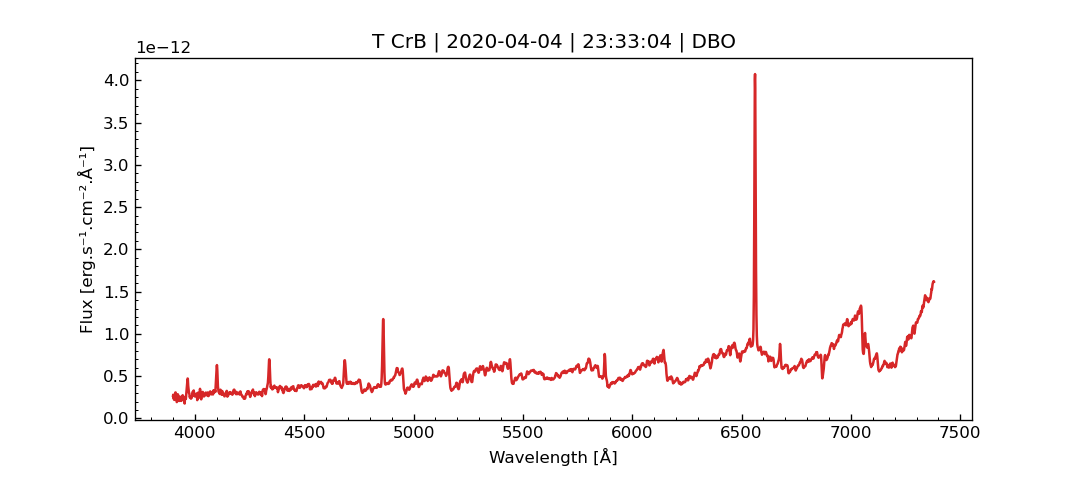 T CrB | 2020-04-04 | 23:33:04 | DBO
1e−12
4.0
3.5
3.0
2.5
2.0
1.5
1.0
0.5
0.0
Flux [erg.s⁻¹.cm⁻².Å⁻¹]
4000 4500 5000 5500 6000 6500 7000 7500
Wavelength [Å]